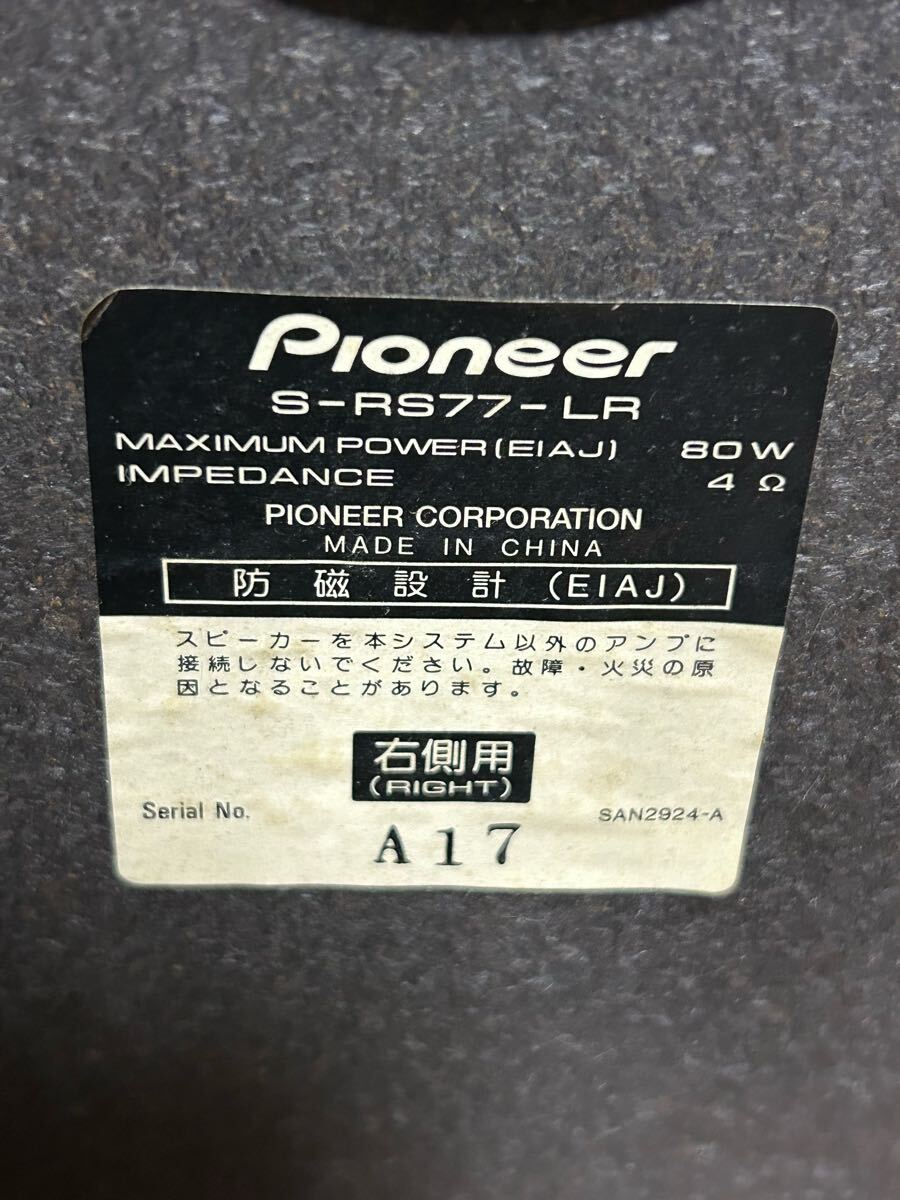 Pioneer
S-RS77-LR
MAXIMUM POWER(EIAJ) 80W
IMPEDANCE 4 Ω
PIONEER CORPORATION
MADE IN CHINA
防磁設計 (EIAJ)
スピーカーを本システム以外のアンプに
接続しないでください。故障・火災の原
因となることがあります。
右側用
(RIGHT)
Serial No. SAN2924-A
A17